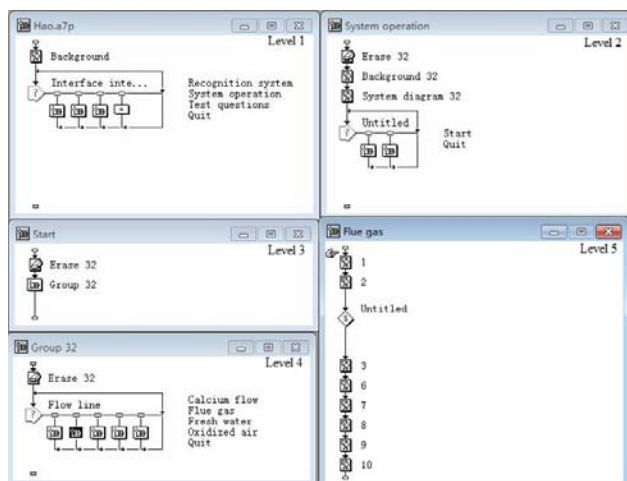 Hao.a7p
Level 1
Background
Interface inte...
Recognition system
System operation
Test questions
Quit
System operation
Level 2
Erase 32
Background 32
System diagram 32
Untitled
Start
Quit
Start
Level 3
Erase 32
Group 32
Group 32
Level 4
Erase 32
Flow line
Calcium flow
Flue gas
Fresh water
Oxidized air
Quit
Flue gas
Level 5
1
2
Untitled
3
6
7
8
9
10